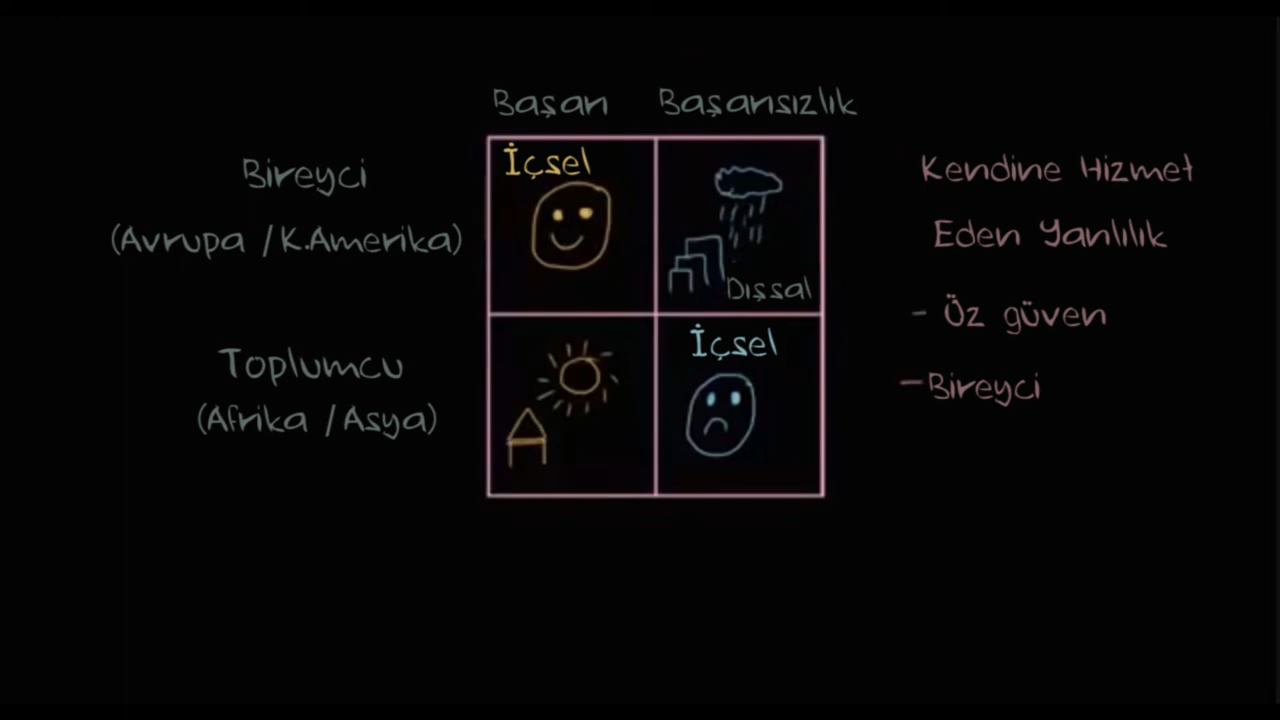 Başarı Başarısızlık
Bireyci
(Avrupa / K.Amerika)
İçsel
Dışsal
Toplumcu
(Afrika / Asya)
İçsel
Kendine Hizmet
Eden Yanlılık
- Öz güven
- Bireyci